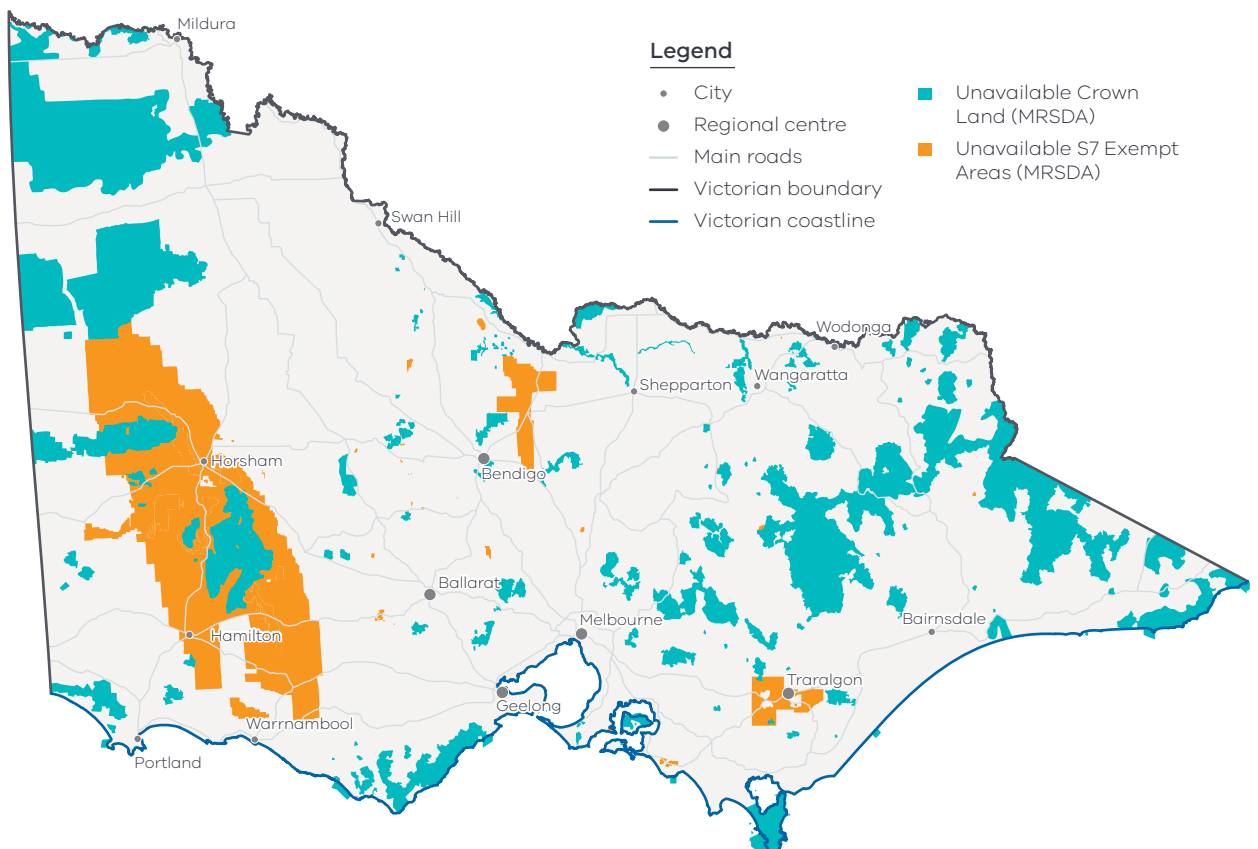 Mildura
Legend
City
Regional centre
Main roads
Victorian boundary
Victorian coastline
Unavailable Crown
Land (MRSDA)
Unavailable S7 Exempt
Areas (MRSDA)
Swan Hill
Wodonga
Wangaratta
Shepparton
Horsham
Bendigo
Ballarat
Melbourne
Bairnsdale
Hamilton
Traralgon
Geelong
Warrnambool
Portland